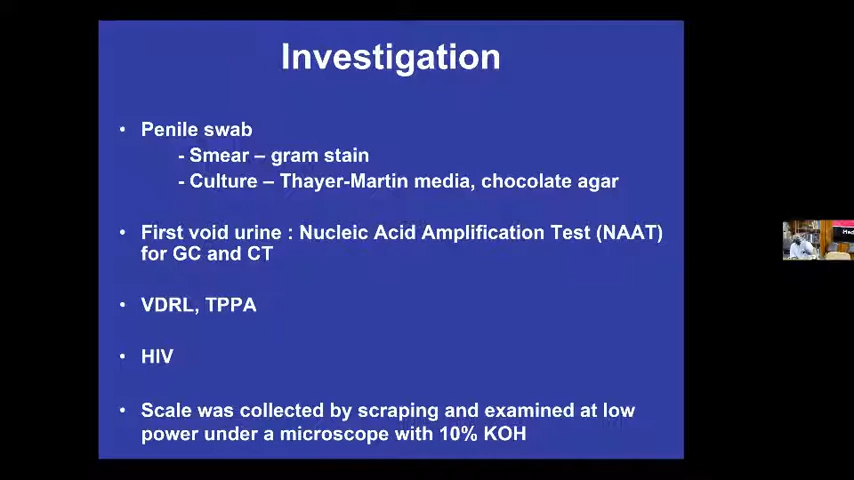 Investigation
• Penile swab
- Smear – gram stain
- Culture – Thayer-Martin media, chocolate agar
• First void urine : Nucleic Acid Amplification Test (NAAT)
for GC and CT
• VDRL, TPPA
• HIV
• Scale was collected by scraping and examined at low
power under a microscope with 10% KOH